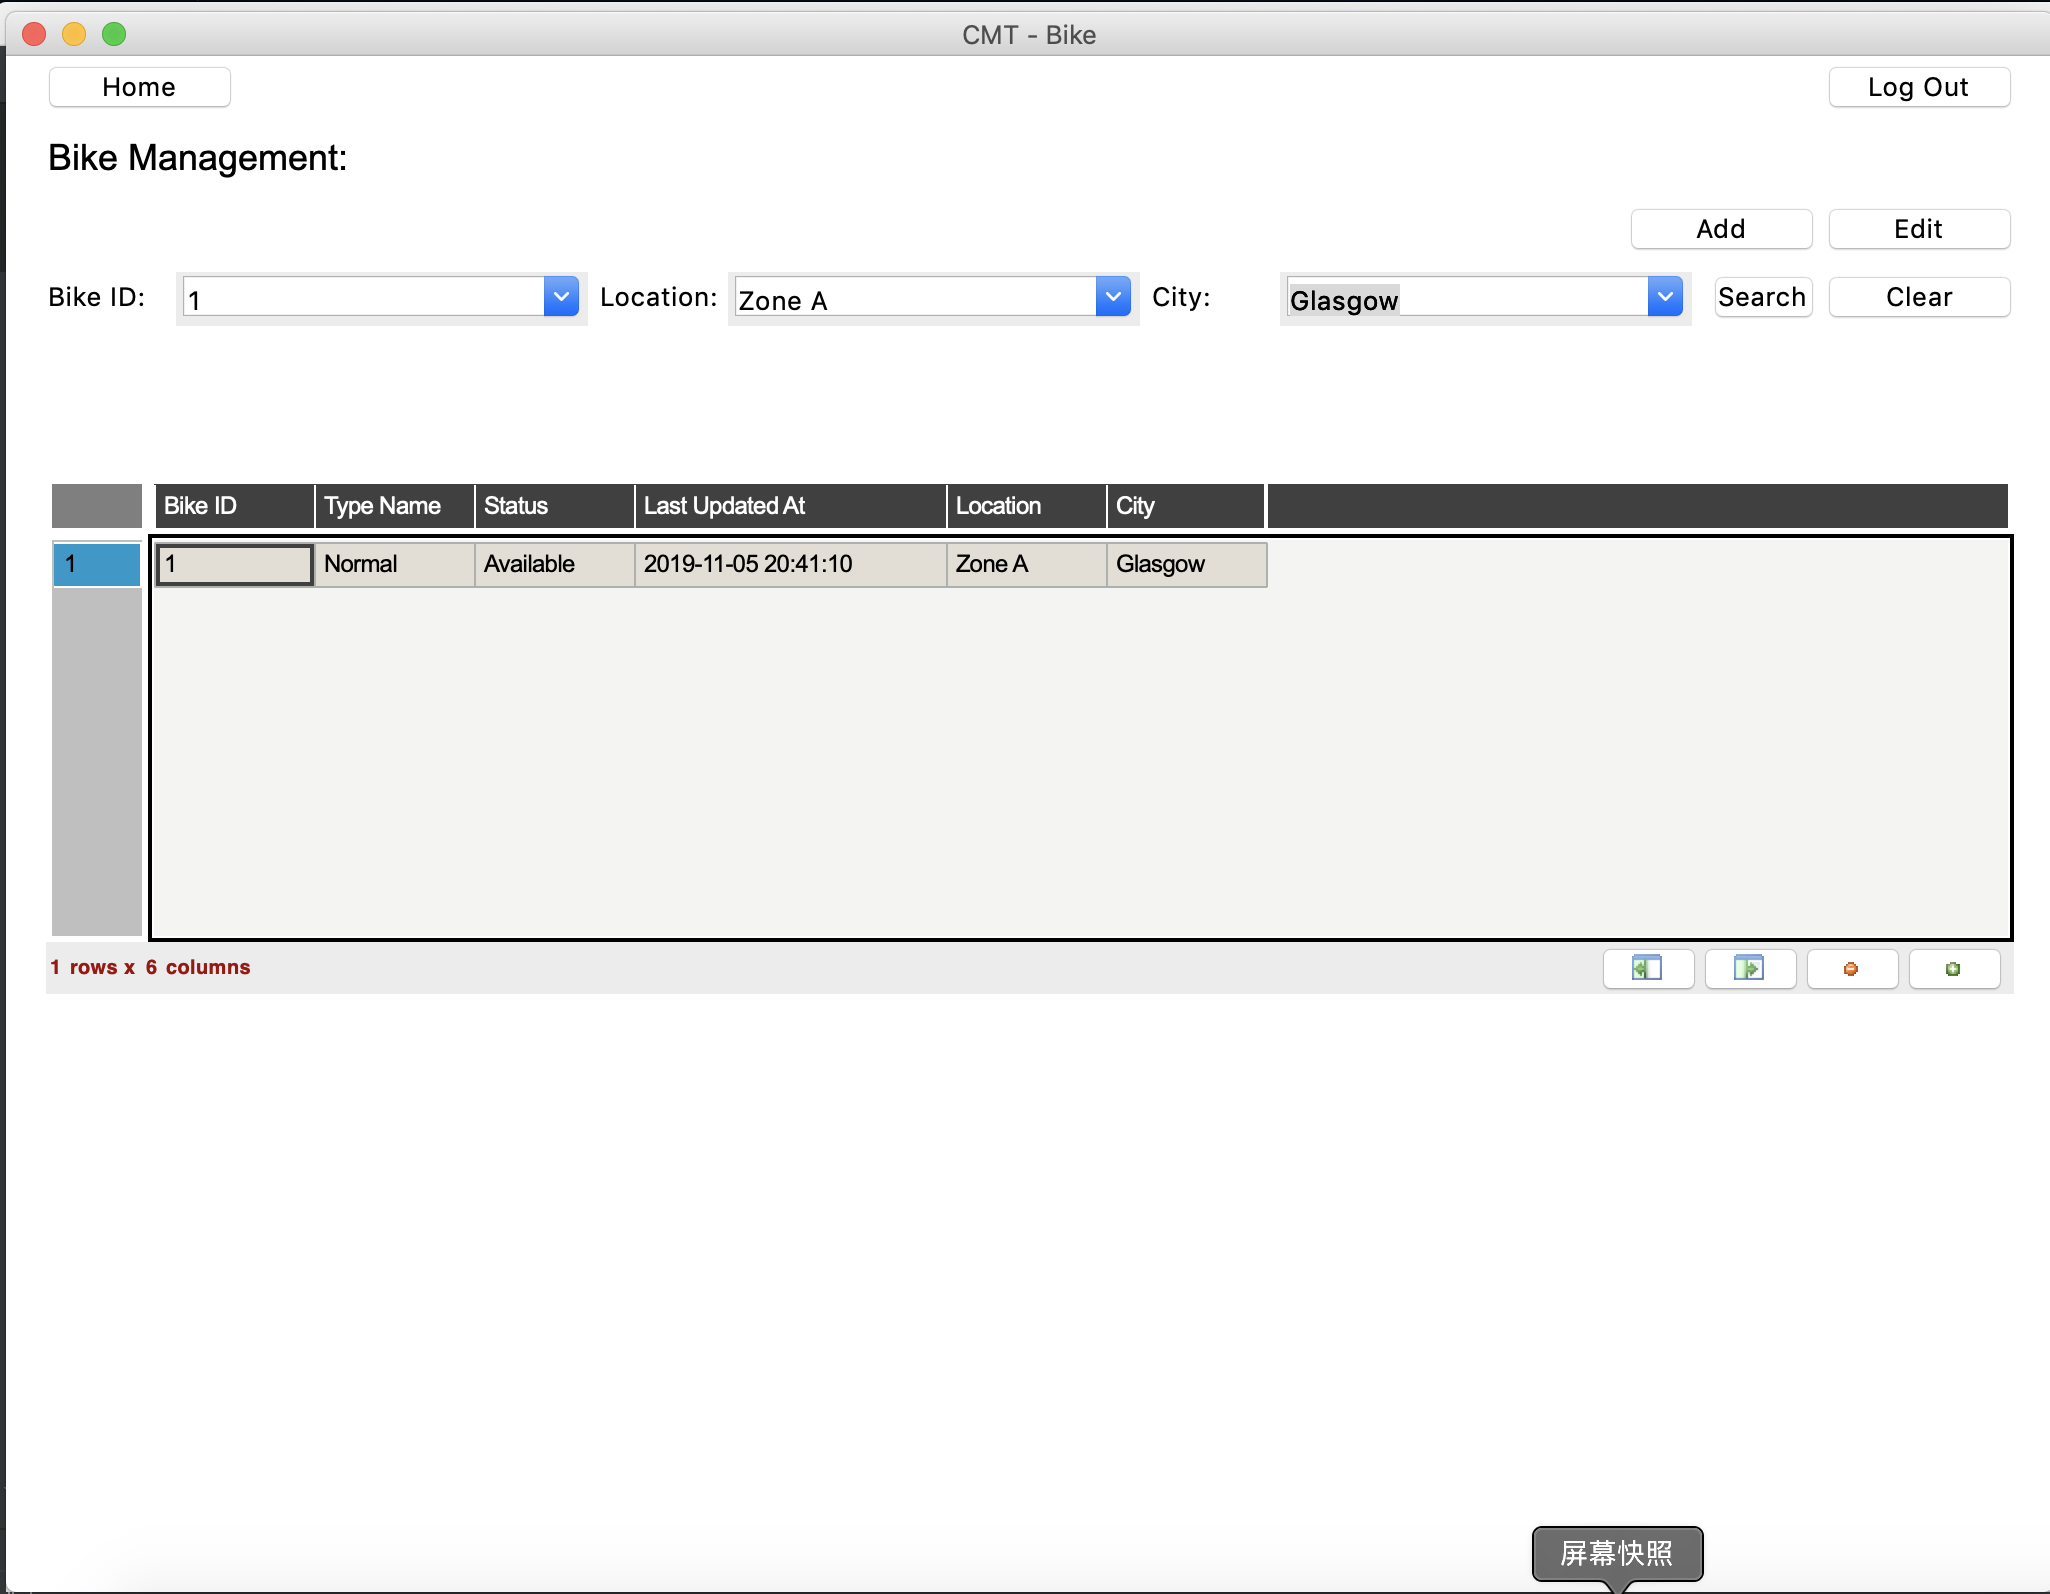 CMT - Bike
Home
Log Out
Bike Management:
Add
Edit
Bike ID:
1
Location:
Zone A
City:
Glasgow
Search
Clear
Bike ID
Type Name
Status
Last Updated At
Location
City
1
1
Normal
Available
2019-11-05 20:41:10
Zone A
Glasgow
1 rows x 6 columns
屏幕快照